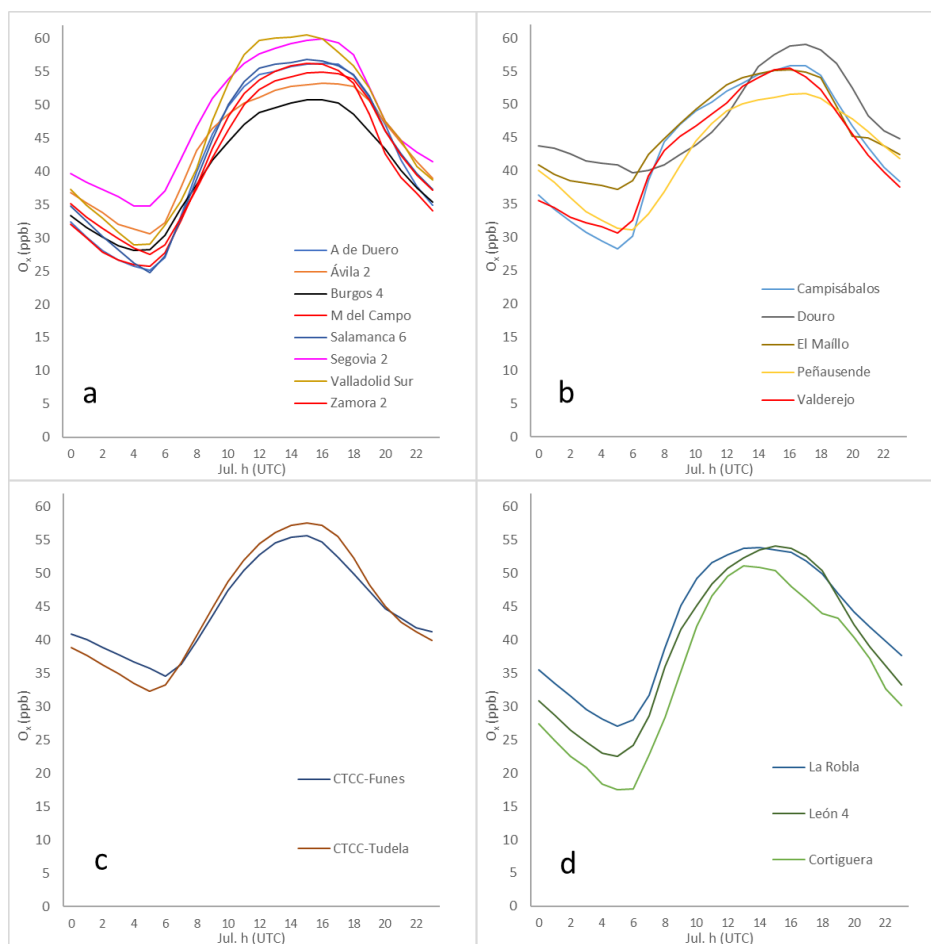 60
55
50
45
40
35
30
25
20
15
10
5
0
Oₓ (ppb)
A de Duero
Ávila 2
Burgos 4
M del Campo
Salamanca 6
Segovia 2
Valladolid Sur
Zamora 2
a
0 2 4 6 8 10 12 14 16 18 20 22
Jul. h (UTC)
60
55
50
45
40
35
30
25
20
15
10
5
0
Oₓ (ppb)
Campisábalos
Douro
El Maíllo
Peñausende
Valderejo
b
0 2 4 6 8 10 12 14 16 18 20 22
Jul. h (UTC)
60
55
50
45
40
35
30
25
20
15
10
5
0
Oₓ (ppb)
CTCC-Funes
CTCC-Tudela
c
0 2 4 6 8 10 12 14 16 18 20 22
Jul. h (UTC)
60
55
50
45
40
35
30
25
20
15
10
5
0
Oₓ (ppb)
La Robla
León 4
Cortiguera
d
0 2 4 6 8 10 12 14 16 18 20 22
Jul. h (UTC)